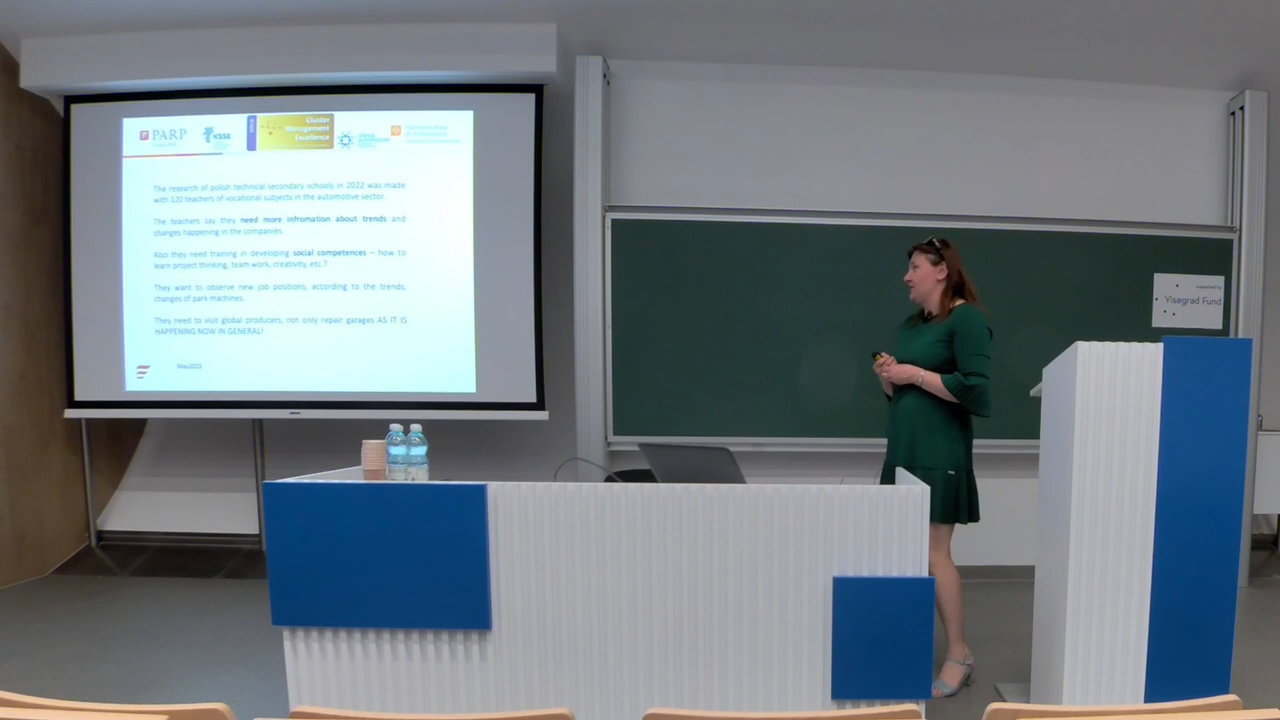 PARP
KSSE
Cluster
Management
Excellence
The research of polish technical secondary schools in 2022 was made
with 120 teachers of vocational subjects in the automotive sector.
The teachers say they need more infromation about trends and
changes happening in the companies.
Also they need training in developing social competences – how to
learn project thinking, team work, creativity, etc.?
They want to observe new job positions, according to the trends,
changes of park machines.
They need to visit global producers, not only repair garages AS IT IS
HAPPENING NOW IN GENERAL!
supported by
Visegrad Fund